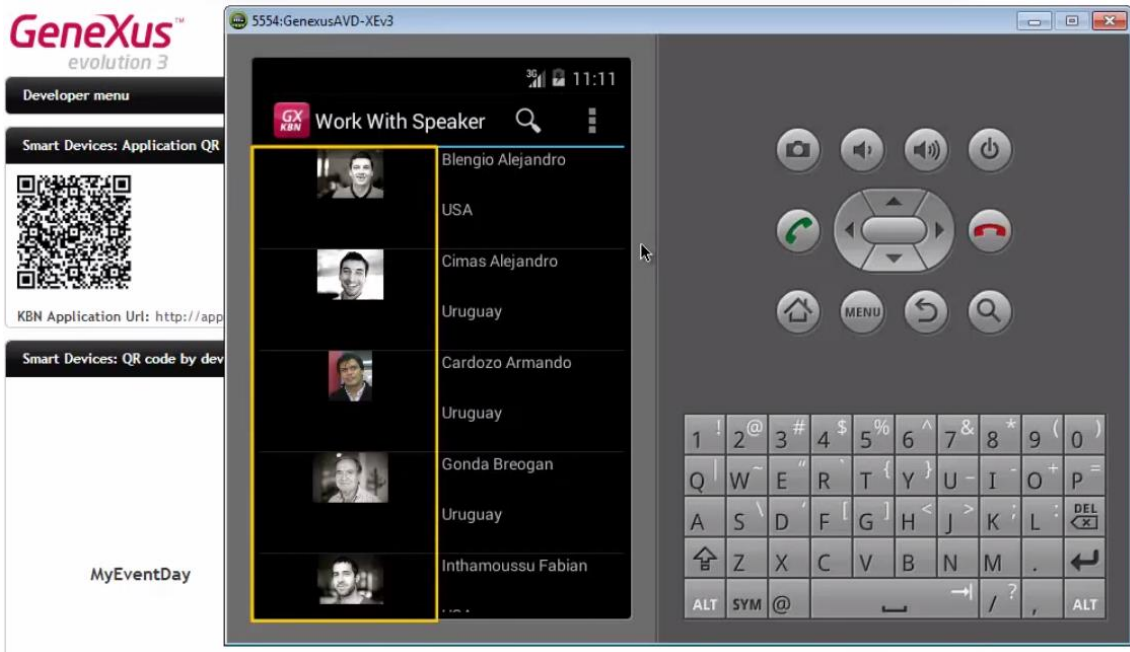 GeneXus™
evolution 3
Developer menu
Smart Devices: Application QR
KBN Application Url: http://app
Smart Devices: QR code by dev
MyEventDay
5554:GenexusAVD-XEv3
3G 11:11
GX KBN Work With Speaker
Blengio Alejandro
USA
Cimas Alejandro
Uruguay
Cardozo Armando
Uruguay
Gonda Breogan
Uruguay
Inthamoussu Fabian
MENU
1 ! 2 @ 3 # 4 $ 5 % 6 ^ 7 & 8 * 9 ( 0 )
Q | W ~ E " R ` T { Y } U - I - O + P =
A S \ D ' F [ G ] H < J > K ; L : DEL
Z X C V B N M .
ALT SYM @ / ? , ALT